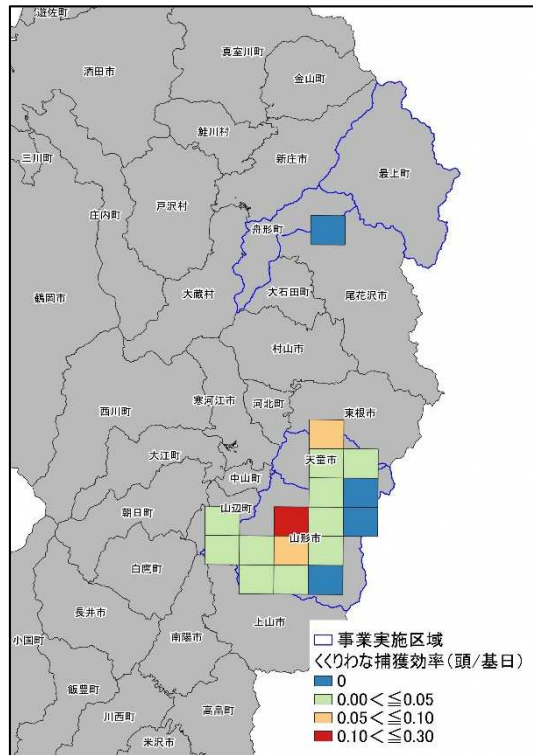 遊佐町
真室川町
酒田市
金山町
鮭川村
新庄市
最上町
三川町
戸沢村
庄内町
舟形町
大蔵村
大石田町
尾花沢市
鶴岡市
村山市
西川町
寒河江市
河北町
東根市
大江町
天童市
中山町
朝日町
山辺町
山形市
白鷹町
長井市
上山市
小国町
南陽市
飯豊町
川西町
高畠町
米沢市
事業実施区域
くくりわな捕獲効率(頭/基日)
0
0.00<≦0.05
0.05<≦0.10
0.10<≦0.30